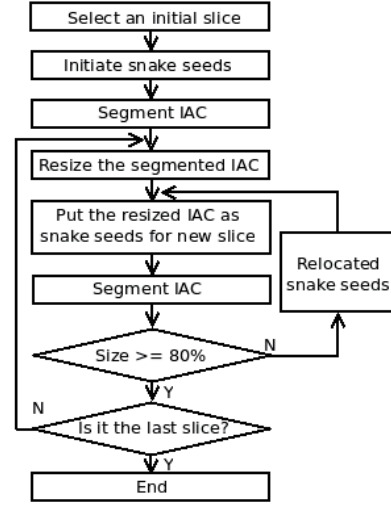 Select an initial slice
Initiate snake seeds
Segment IAC
Resize the segmented IAC
Put the resized IAC as
snake seeds for new slice
Relocated
snake seeds
Segment IAC
Size >= 80%
N
Y
N
Is it the last slice?
Y
End